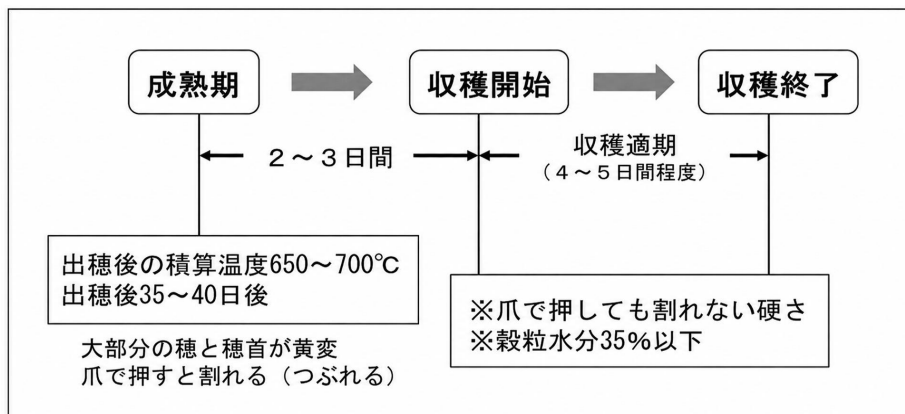 成熟期
収穫開始
収穫終了
２～３日間
収穫適期
（４～５日間程度）
出穂後の積算温度650～700℃
出穂後35～40日後
大部分の穂と穂首が黄変
爪で押すと割れる（つぶれる）
※爪で押しても割れない硬さ
※穀粒水分35％以下